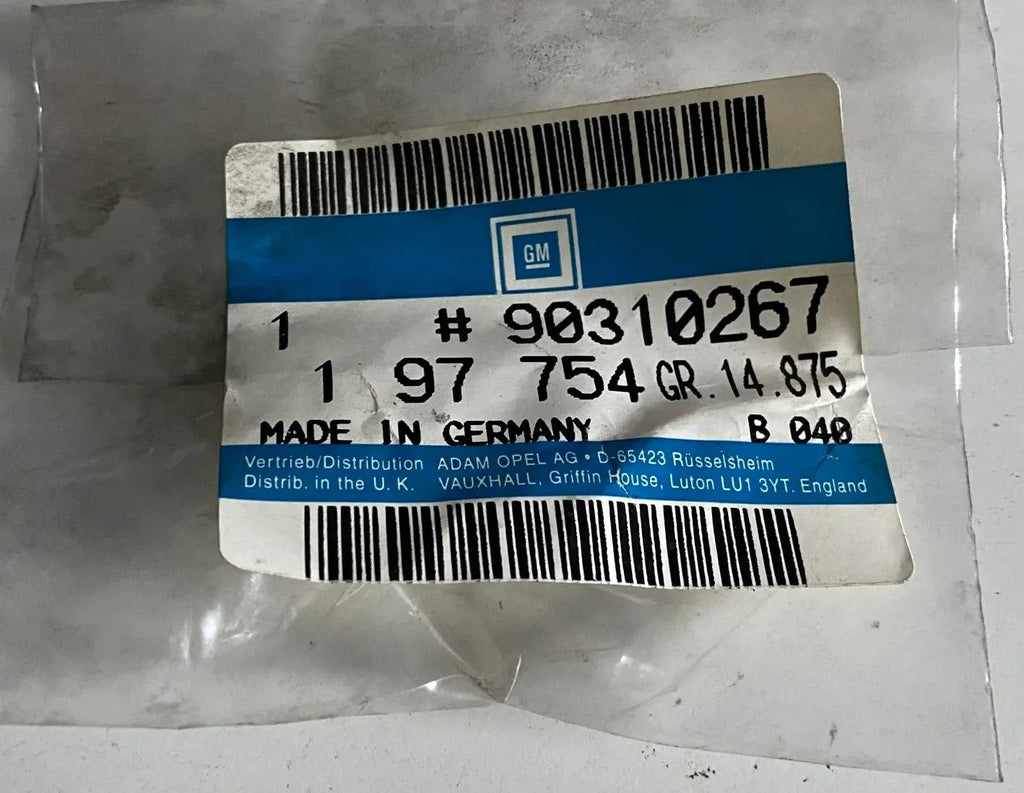 GM
1 # 90310267
1 97 754 GR. 14.875
MADE IN GERMANY B 040
Vertrieb/Distribution ADAM OPEL AG • D-65423 Rüsselsheim
Distrib. in the U. K. VAUXHALL, Griffin House, Luton LU1 3YT. England